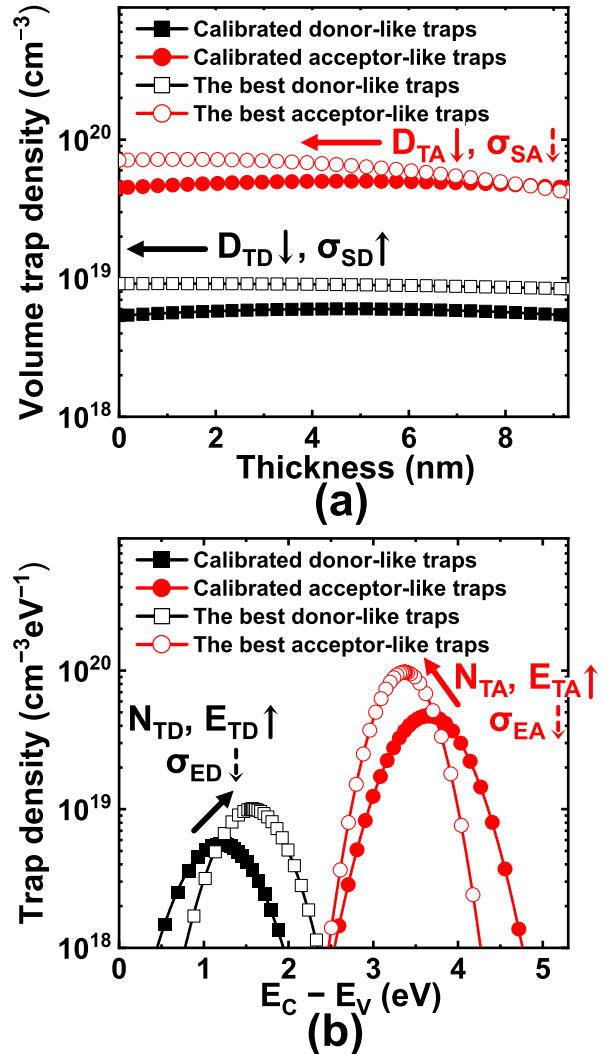 Volume trap density (cm⁻³)
Calibrated donor-like traps
Calibrated acceptor-like traps
The best donor-like traps
The best acceptor-like traps
10²⁰
D_TA↓, σ_SA⇣
D_TD↓, σ_SD↑
10¹⁹
10¹⁸
0 2 4 6 8
Thickness (nm)
(a)
Trap density (cm⁻³eV⁻¹)
Calibrated donor-like traps
Calibrated acceptor-like traps
The best donor-like traps
The best acceptor-like traps
10²⁰
N_TD, E_TD↑
σ_ED⇣
N_TA, E_TA↑
σ_EA⇣
10¹⁹
10¹⁸
0 1 2 3 4 5
E_C − E_V (eV)
(b)